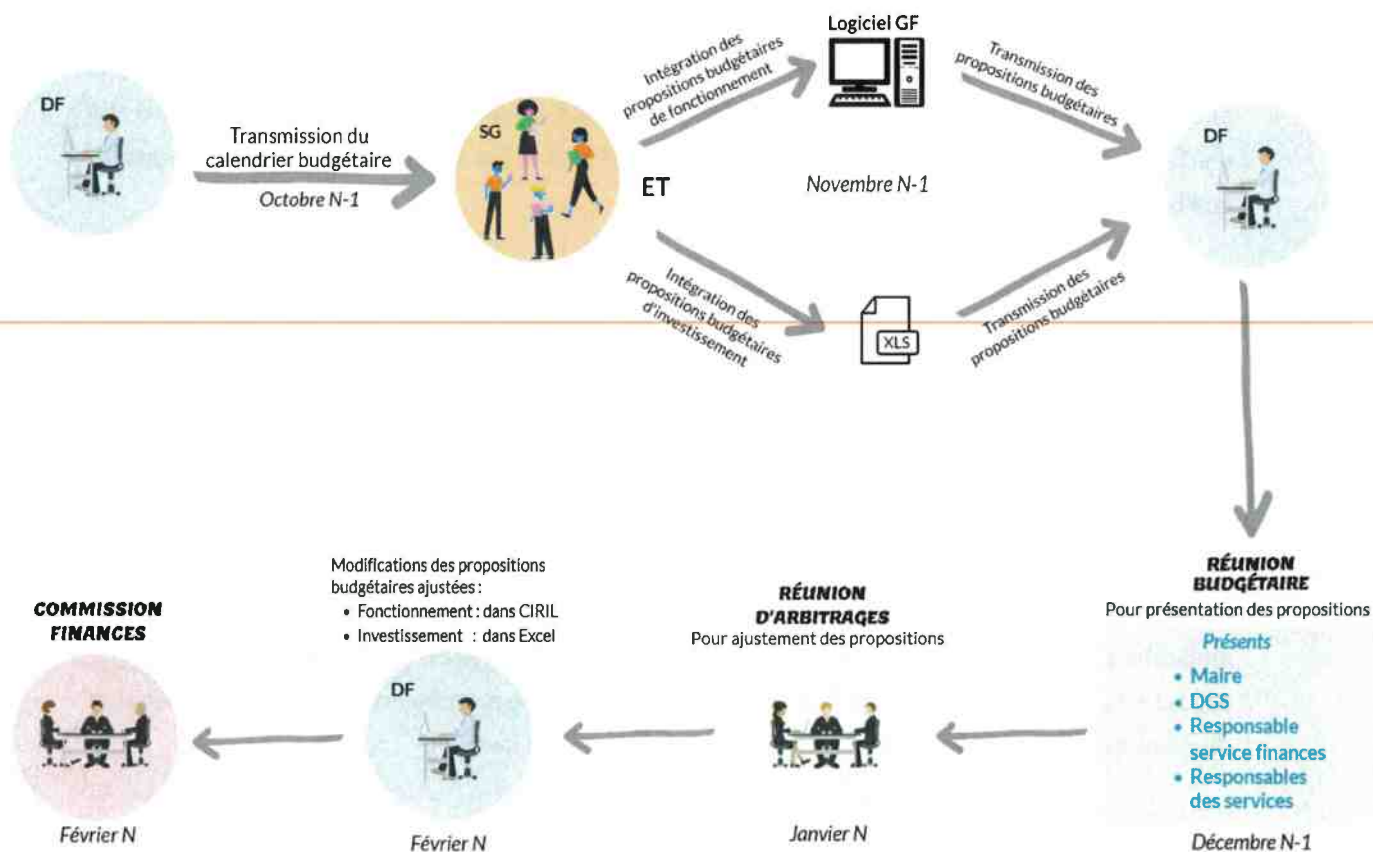 DF
Transmission du
calendrier budgétaire
Octobre N-1
SG
ET
Intégration des
propositions budgétaires
de fonctionnement
Logiciel GF
Transmission des
propositions budgétaires
Novembre N-1
Intégration des
propositions budgétaires
d'investissement
XLS
Transmission des
propositions budgétaires
DF
RÉUNION
BUDGÉTAIRE
Pour présentation des propositions
Présents
• Maire
• DGS
• Responsable
service finances
• Responsables
des services
Décembre N-1
RÉUNION
D'ARBITRAGES
Pour ajustement des propositions
Janvier N
Modifications des propositions
budgétaires ajustées :
• Fonctionnement : dans CIRIL
• Investissement : dans Excel
DF
Février N
COMMISSION
FINANCES
Février N